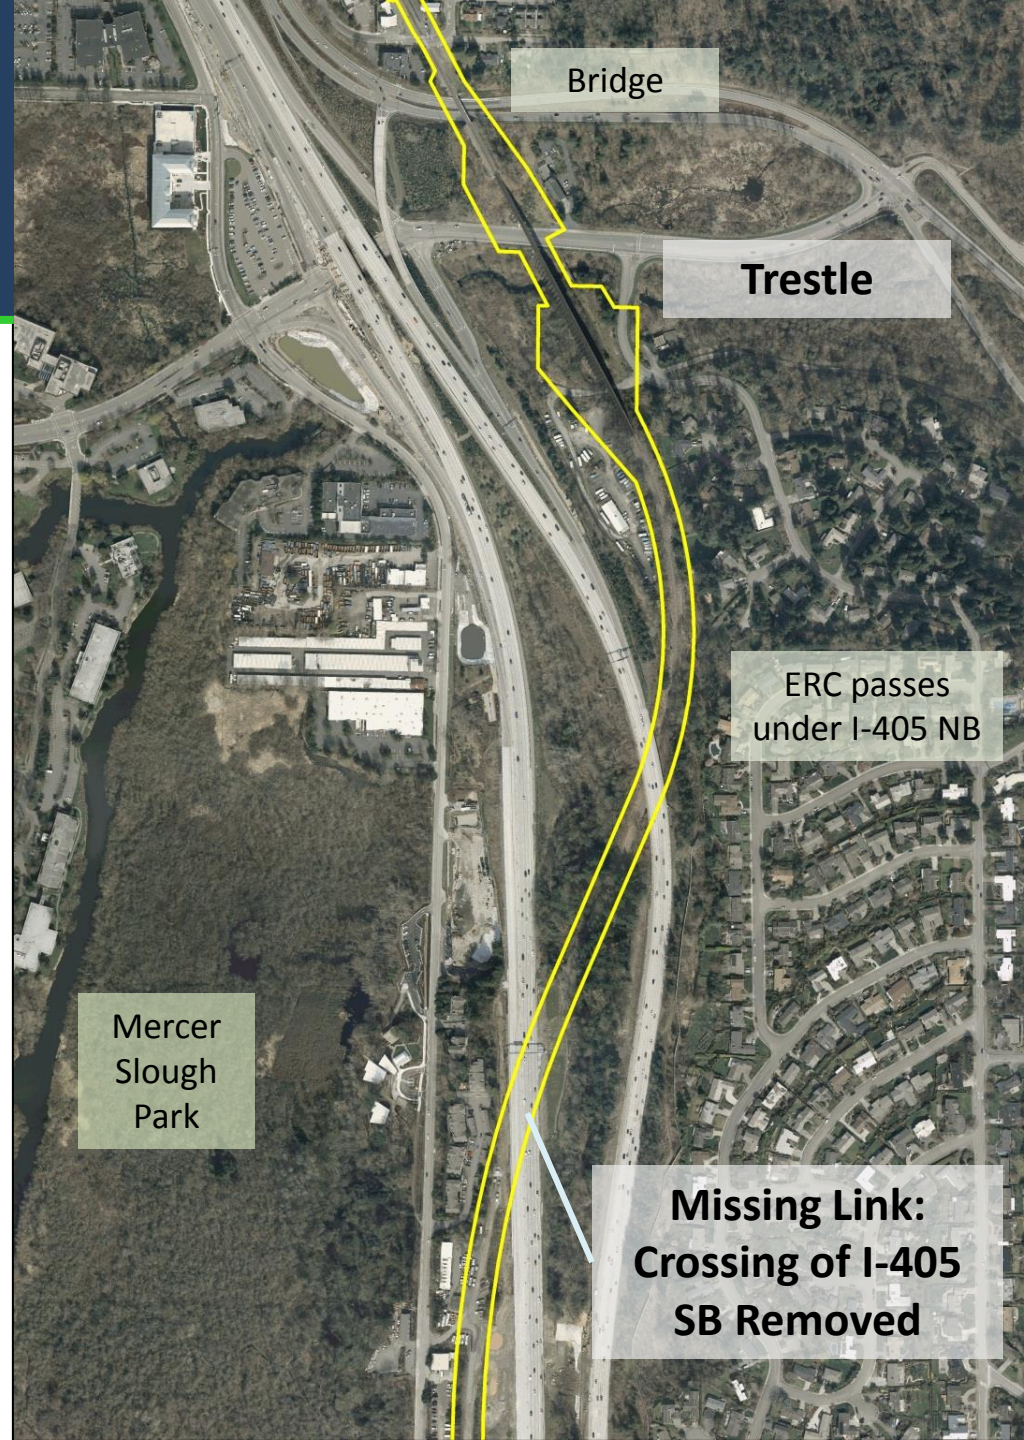 Bridge
Trestle
ERC passes
under I-405 NB
Mercer
Slough
Park
Missing Link:
Crossing of I-405
SB Removed